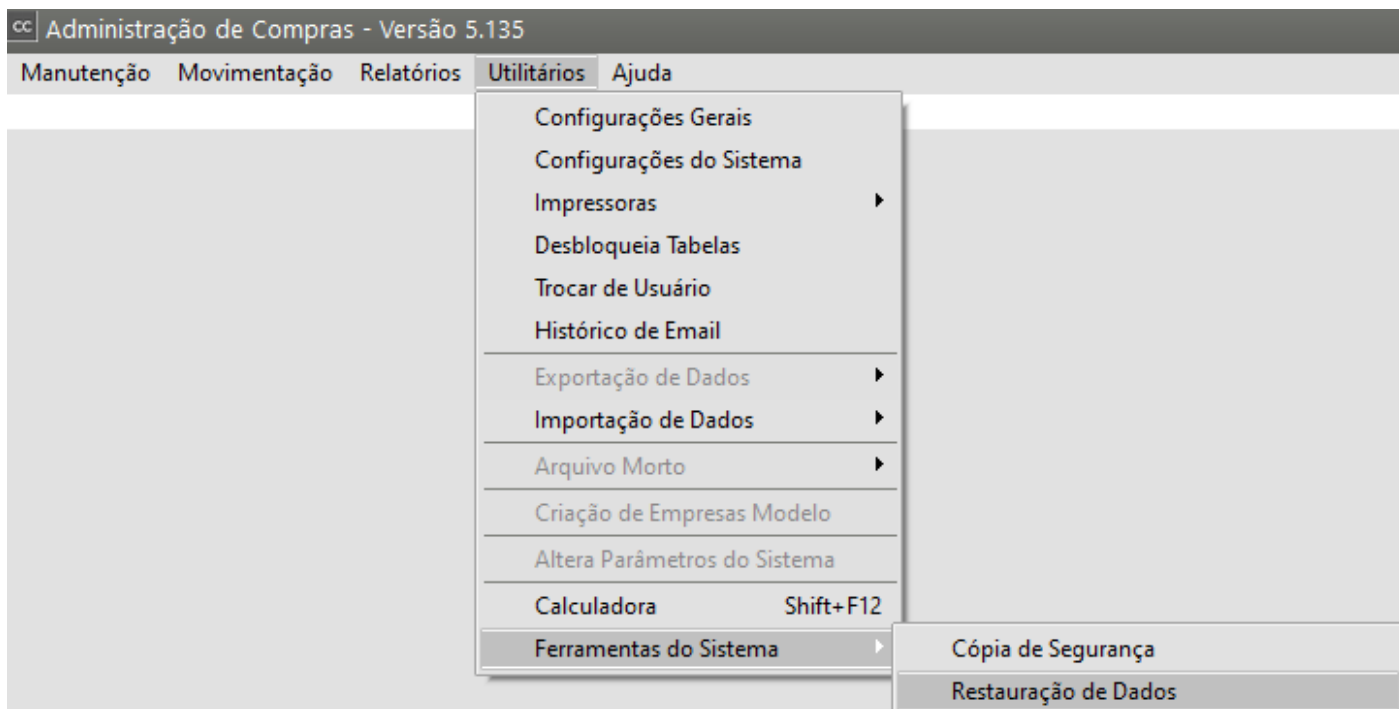 cc Administração de Compras - Versão 5.135
Manutenção Movimentação Relatórios Utilitários Ajuda
Configurações Gerais
Configurações do Sistema
Impressoras
Desbloqueia Tabelas
Trocar de Usuário
Histórico de Email
Exportação de Dados
Importação de Dados
Arquivo Morto
Criação de Empresas Modelo
Altera Parâmetros do Sistema
Calculadora Shift+F12
Ferramentas do Sistema
Cópia de Segurança
Restauração de Dados